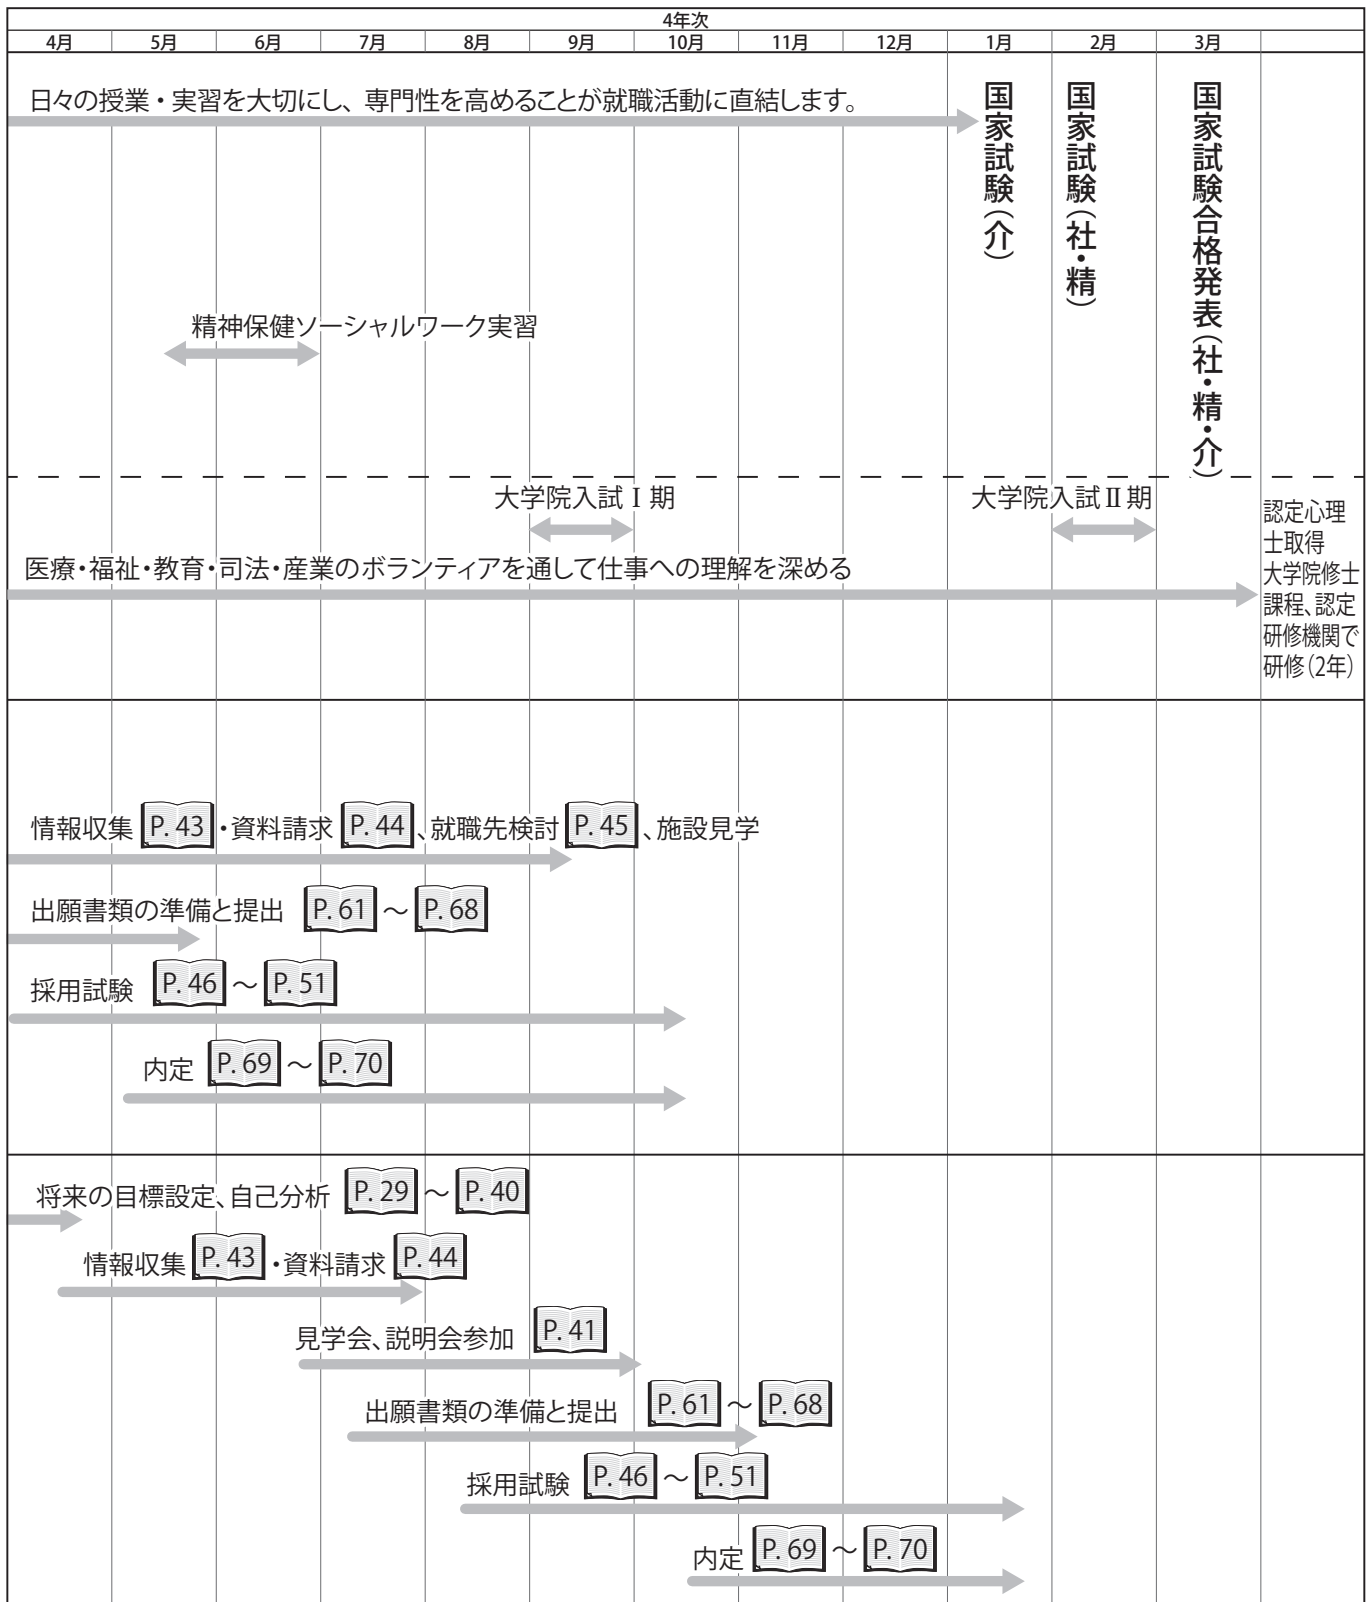 4年次
4月 5月 6月 7月 8月 9月 10月 11月 12月 1月 2月 3月
日々の授業・実習を大切にし、専門性を高めることが就職活動に直結します。
国家試験（介）
国家試験（社・精）
国家試験合格発表（社・精・介）
精神保健ソーシャルワーク実習
大学院入試Ⅰ期
大学院入試Ⅱ期
医療・福祉・教育・司法・産業のボランティアを通して仕事への理解を深める
認定心理
士取得
大学院修士
課程、認定
研修機関で
研修（2年）
情報収集 P. 43 ・資料請求 P. 44 、就職先検討 P. 45 、施設見学
出願書類の準備と提出 P. 61 ～ P. 68
採用試験 P. 46 ～ P. 51
内定 P. 69 ～ P. 70
将来の目標設定、自己分析 P. 29 ～ P. 40
情報収集 P. 43 ・資料請求 P. 44
見学会、説明会参加 P. 41
出願書類の準備と提出 P. 61 ～ P. 68
採用試験 P. 46 ～ P. 51
内定 P. 69 ～ P. 70